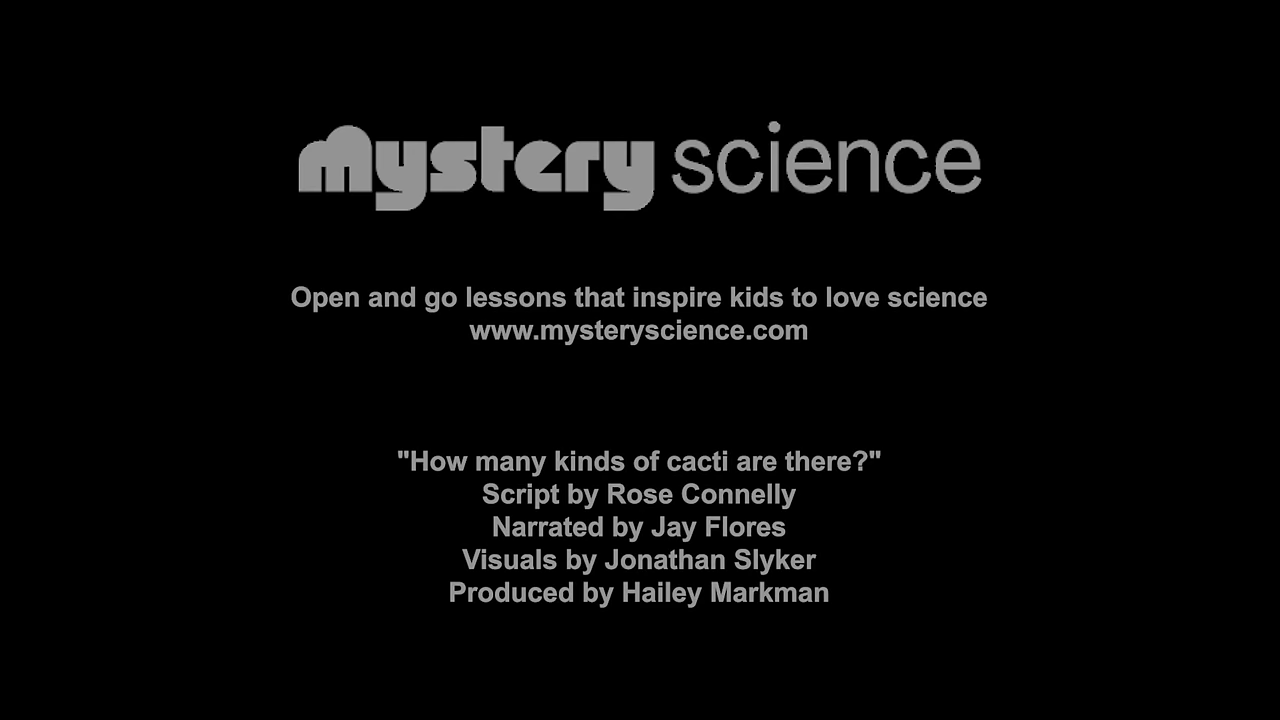 mystery science
Open and go lessons that inspire kids to love science
www.mysteryscience.com
"How many kinds of cacti are there?"
Script by Rose Connelly
Narrated by Jay Flores
Visuals by Jonathan Slyker
Produced by Hailey Markman